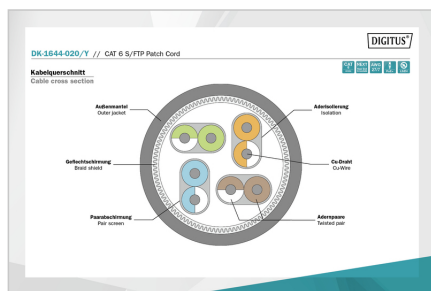 DIGITUS®
DK-1644-020/Y // CAT 6 S/FTP Patch Cord
Kabelquerschnitt
Cable cross section
Außenmantel
Outer jacket
Aderisolierung
Isolation
Geflechtschirmung
Braid shield
Cu-Draht
Cu-Wire
Paarabschirmung
Pair screen
Adernpaare
Twisted pair